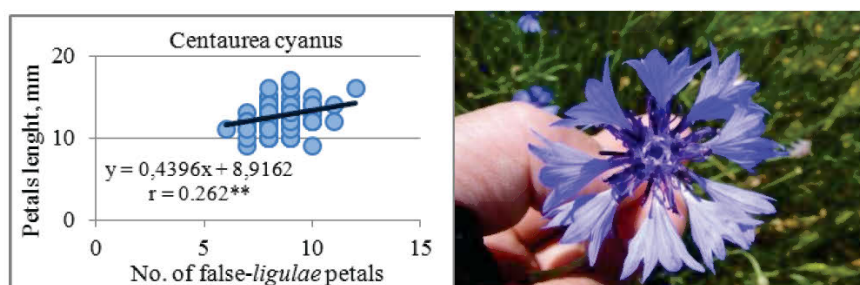 Centaurea cyanus
20
10
0
Petals lenght, mm
y = 0,4396x + 8,9162
r = 0.262**
0 5 10 15
No. of false-ligulae petals